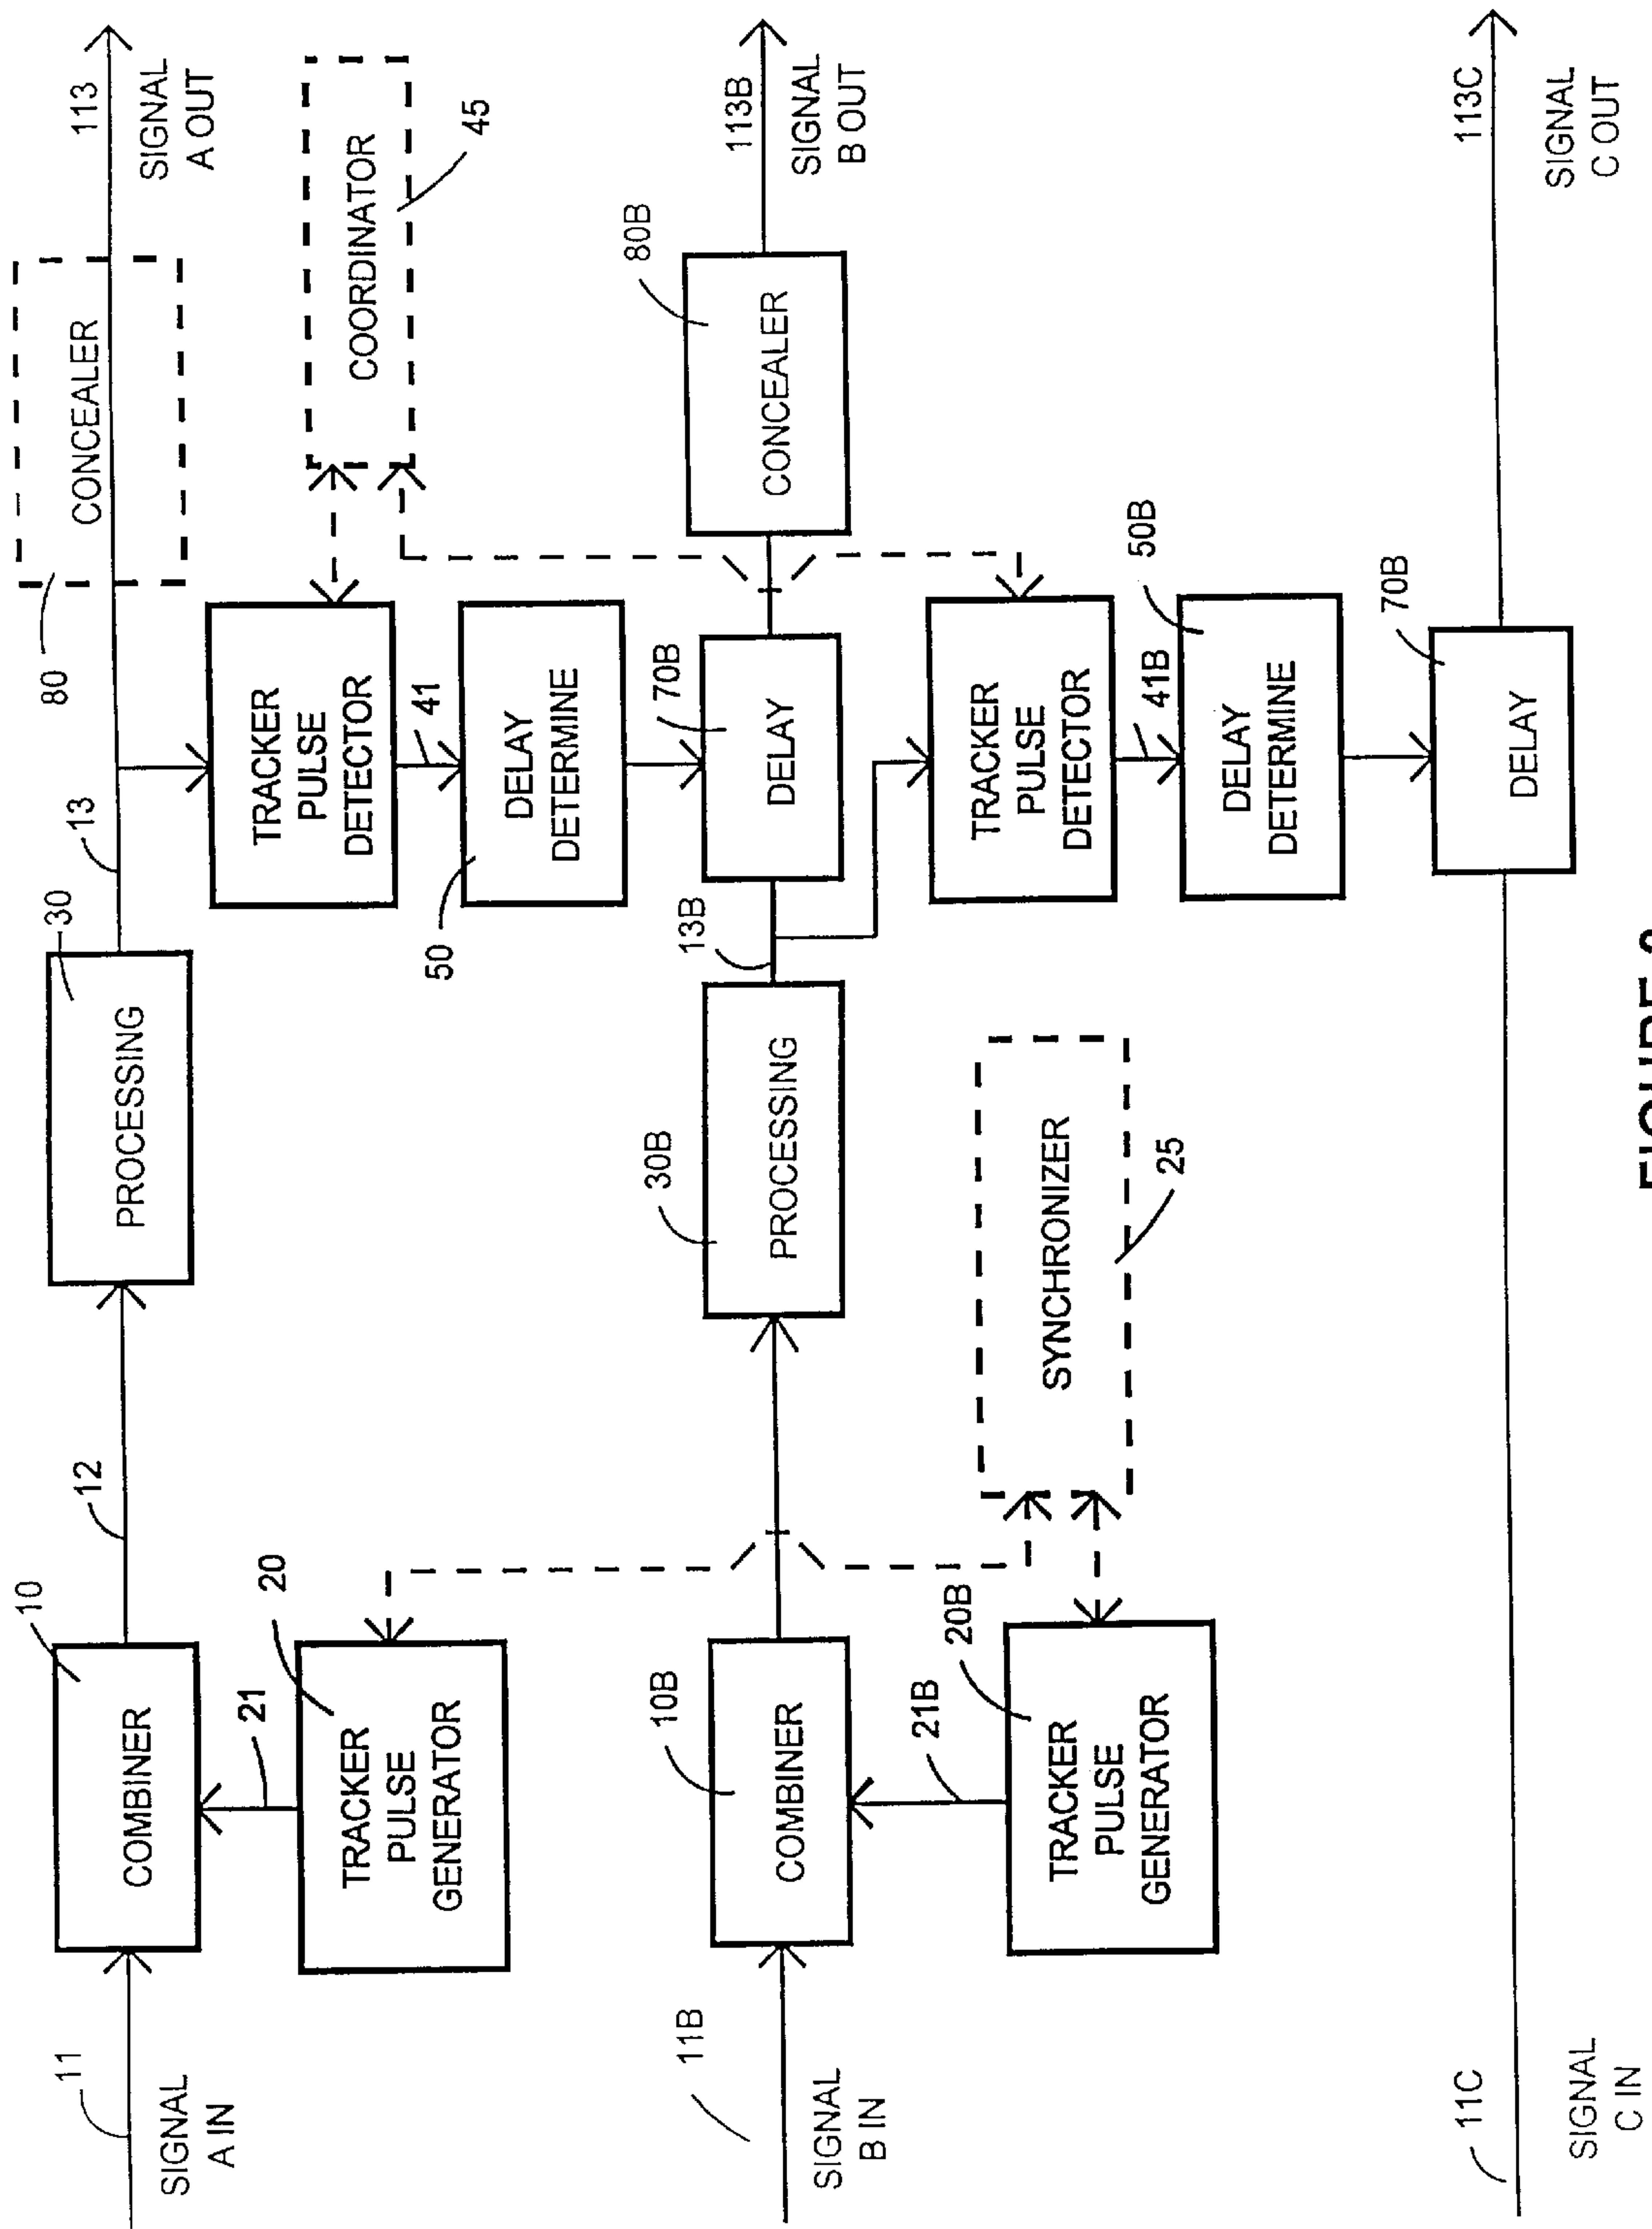 11
SIGNAL
A IN
10
COMBINER
12
30
PROCESSING
13
80
CONCEALER
113
SIGNAL
A OUT
21
20
TRACKER
PULSE
GENERATOR
TRACKER
PULSE
DETECTOR
41
50
DELAY
DETERMINE
COORDINATOR
45
11B
SIGNAL
B IN
10B
COMBINER
30B
PROCESSING
13B
70B
DELAY
80B
CONCEALER
113B
SIGNAL
B OUT
21B
20B
TRACKER
PULSE
GENERATOR
SYNCHRONIZER
25
TRACKER
PULSE
DETECTOR
41B
50B
DELAY
DETERMINE
11C
SIGNAL
C IN
70B
DELAY
113C
SIGNAL
C OUT
FIGURE